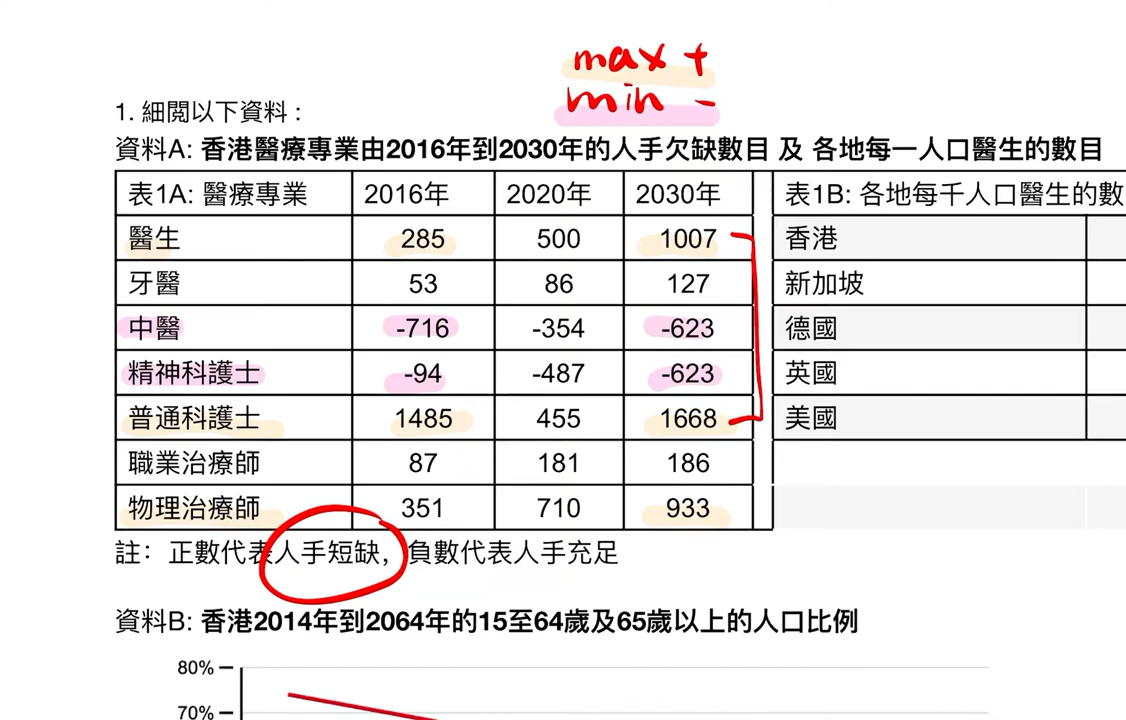 max +
min -
1. 細閱以下資料 :
資料A: 香港醫療專業由2016年到2030年的人手欠缺數目 及 各地每一人口醫生的數目
表1A: 醫療專業 2016年 2020年 2030年 表1B: 各地每千人口醫生的數
醫生 285 500 1007 香港
牙醫 53 86 127 新加坡
中醫 -716 -354 -623 德國
精神科護士 -94 -487 -623 英國
普通科護士 1485 455 1668 美國
職業治療師 87 181 186
物理治療師 351 710 933
註：正數代表人手短缺，負數代表人手充足
資料B: 香港2014年到2064年的15至64歲及65歲以上的人口比例
80%
70%